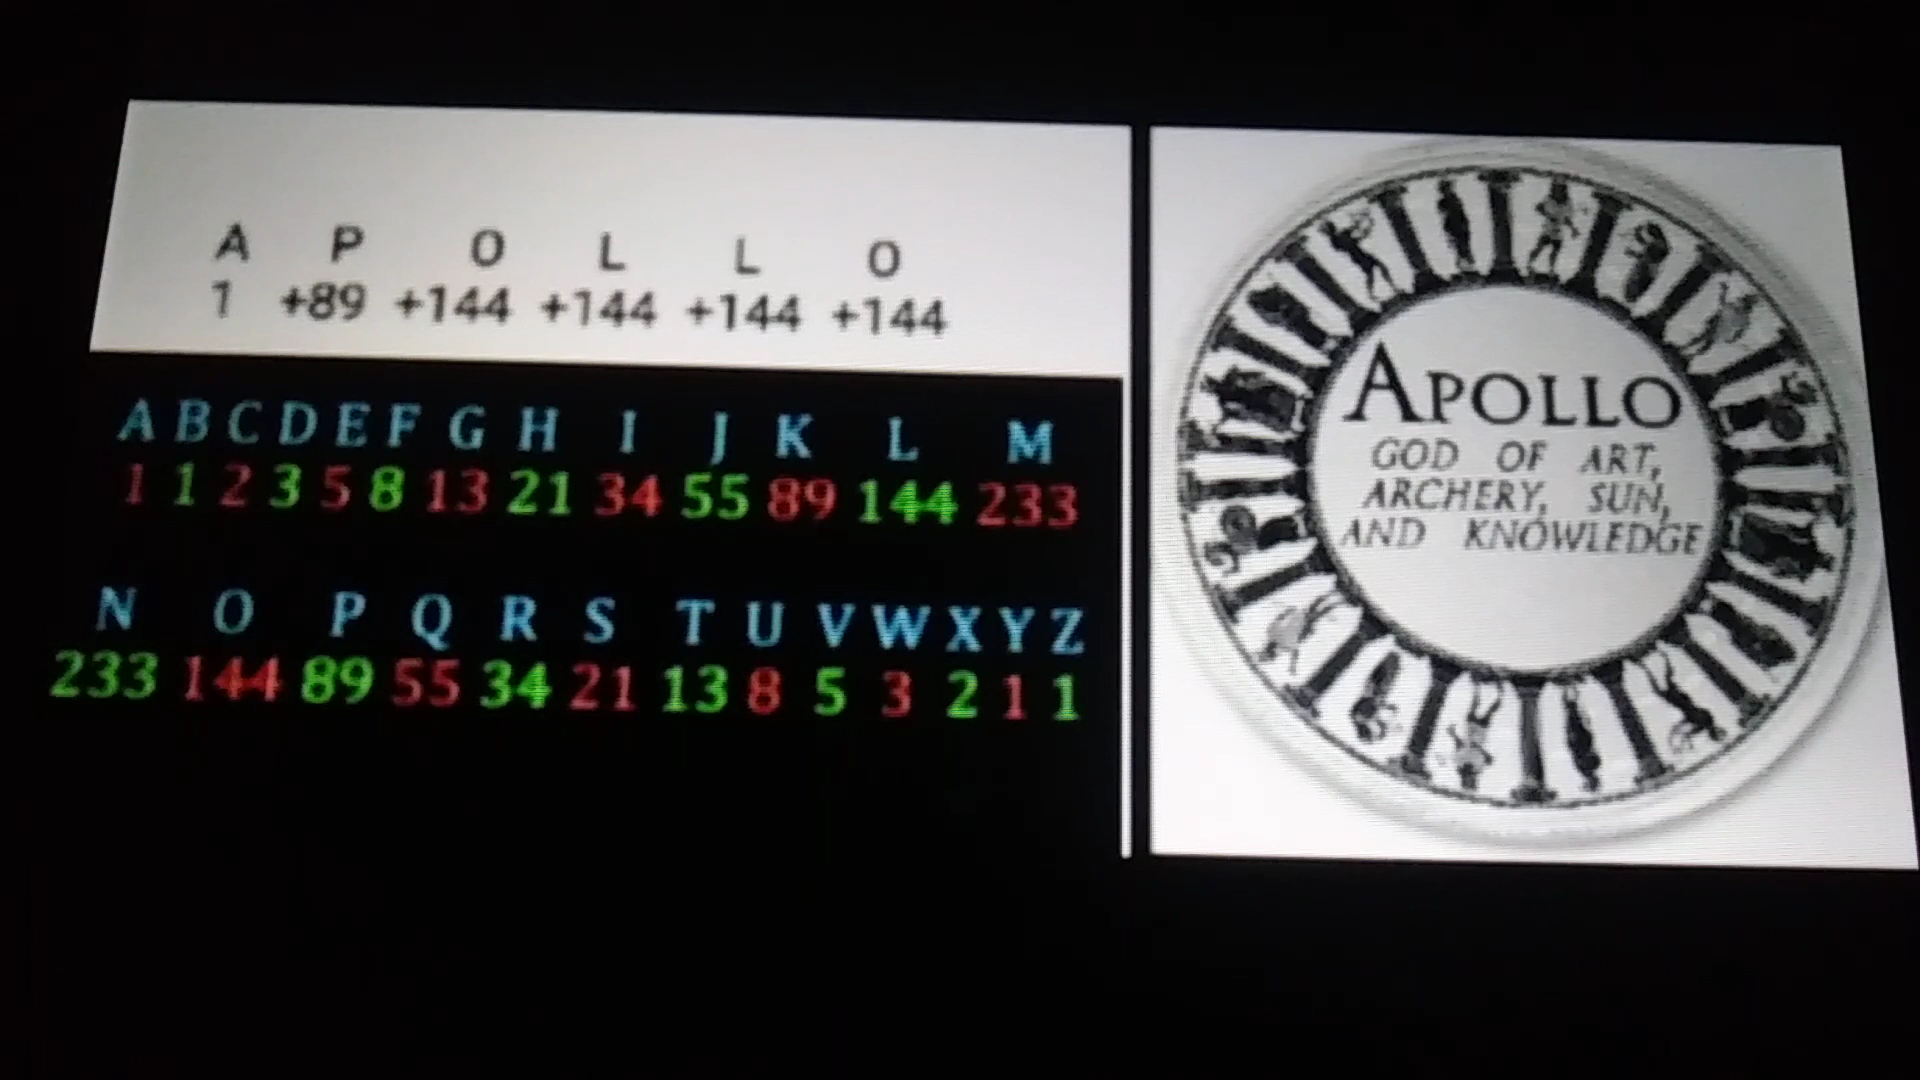 A P O L L O
1 +89 +144 +144 +144 +144
A B C D E F G H I J K L M
1 1 2 3 5 8 13 21 34 55 89 144 233
N O P Q R S T U V W X Y Z
233 144 89 55 34 21 13 8 5 3 2 1 1
APOLLO
GOD OF ART,
ARCHERY, SUN,
AND KNOWLEDGE